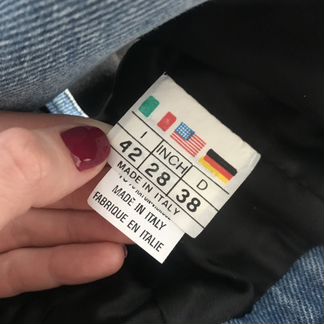 I INCH D
42 28 38
MADE IN ITALY
MADE IN ITALY
FABRIQUE EN ITALIE